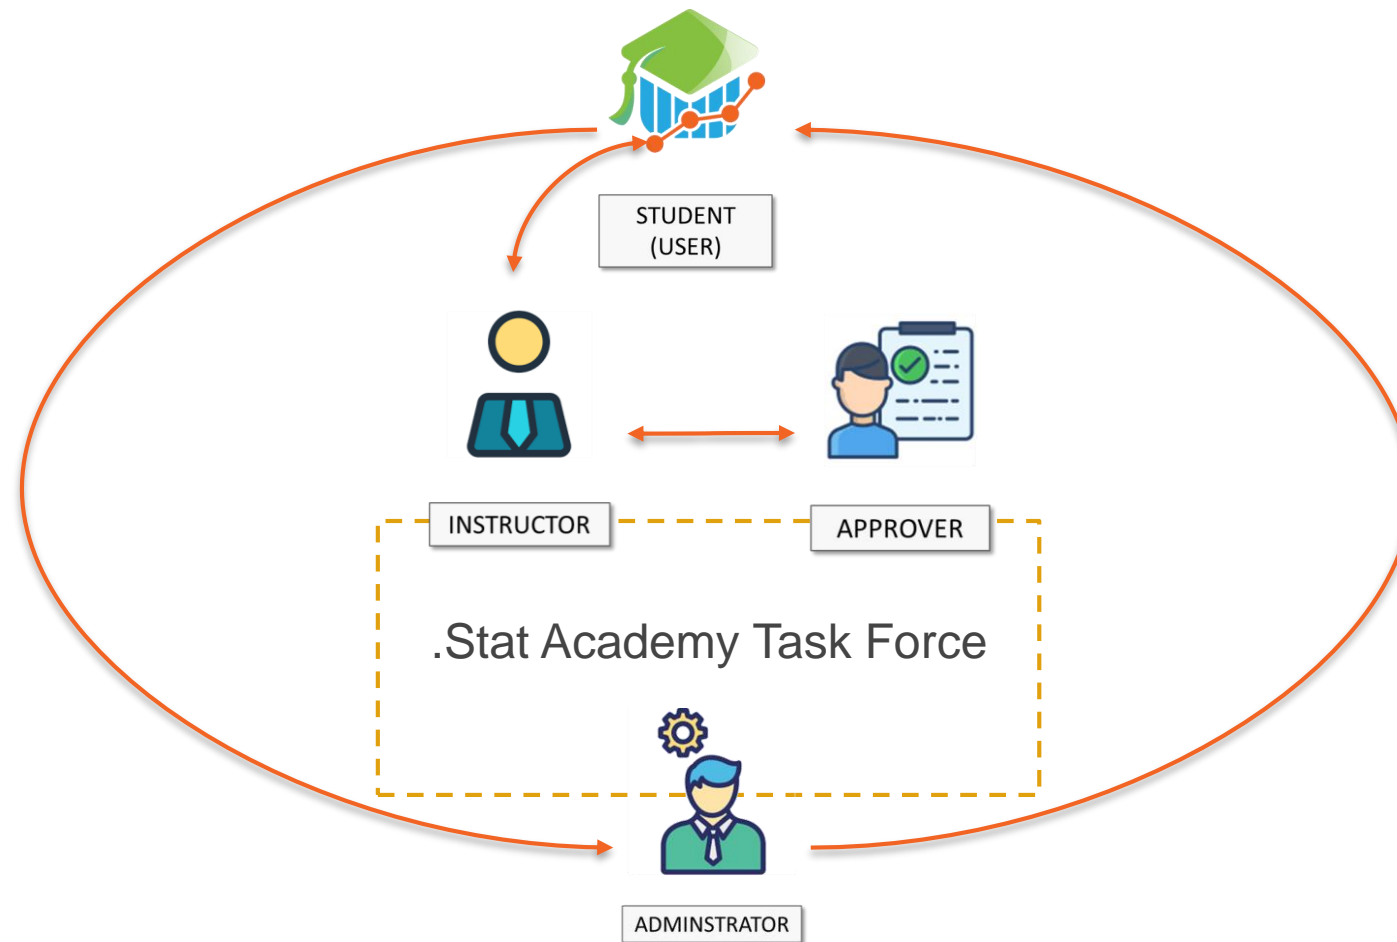 STUDENT
(USER)
INSTRUCTOR
APPROVER
.Stat Academy Task Force
ADMINSTRATOR